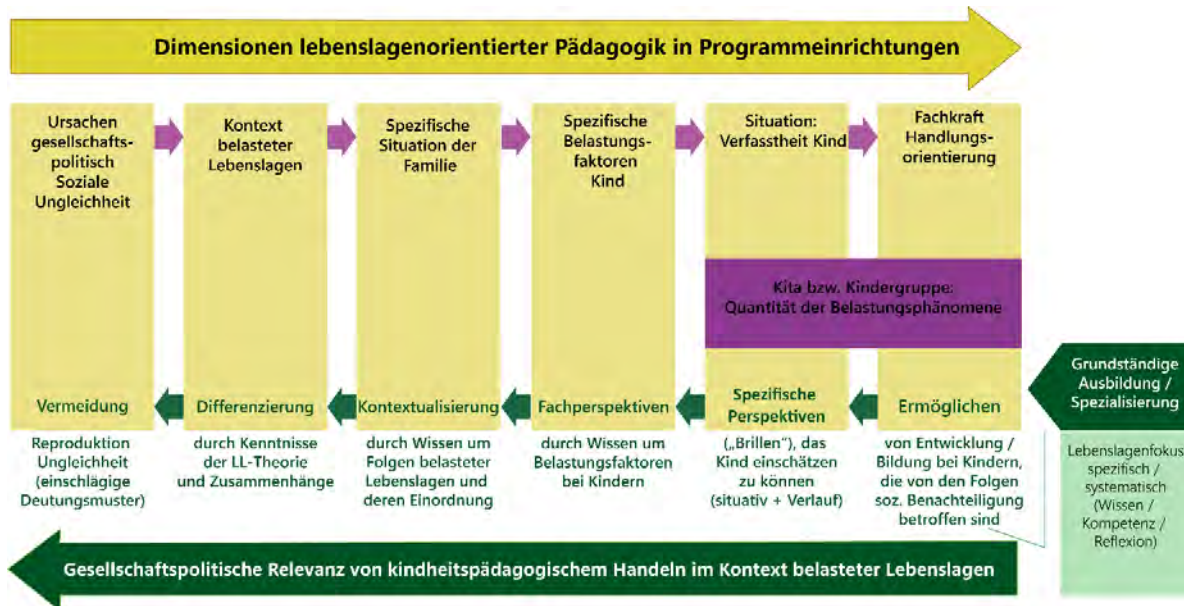 Dimensionen lebenslagenorientierter Pädagogik in Programmeinrichtungen
Ursachen
gesellschafts-
politisch
Soziale
Ungleichheit
Kontext
belasteter
Lebenslagen
Spezifische
Situation der
Familie
Spezifische
Belastungs-
faktoren
Kind
Situation:
Verfasstheit Kind
Fachkraft
Handlungs-
orientierung
Kita bzw. Kindergruppe:
Quantität der Belastungsphänomene
Vermeidung
Reproduktion
Ungleichheit
(einschlägige
Deutungsmuster)
Differenzierung
durch Kenntnisse
der LL-Theorie
und Zusammenhänge
Kontextualisierung
durch Wissen um
Folgen belasteter
Lebenslagen und
deren Einordnung
Fachperspektiven
durch Wissen um
Belastungsfaktoren
bei Kindern
Spezifische
Perspektiven
(„Brillen“), das
Kind einschätzen
zu können
(situativ + Verlauf)
Ermöglichen
von Entwicklung /
Bildung bei Kindern,
die von den Folgen
soz. Benachteiligung
betroffen sind
Grundständige
Ausbildung /
Spezialisierung
Lebenslagenfokus
spezifisch /
systematisch
(Wissen /
Kompetenz /
Reflexion)
Gesellschaftspolitische Relevanz von kindheitspädagogischem Handeln im Kontext belasteter Lebenslagen